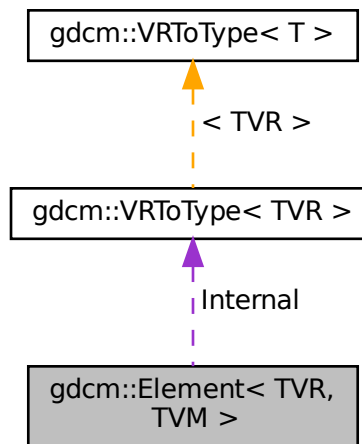 gdcm::VRToType< T >
< TVR >
gdcm::VRToType< TVR >
Internal
gdcm::Element< TVR,
TVM >